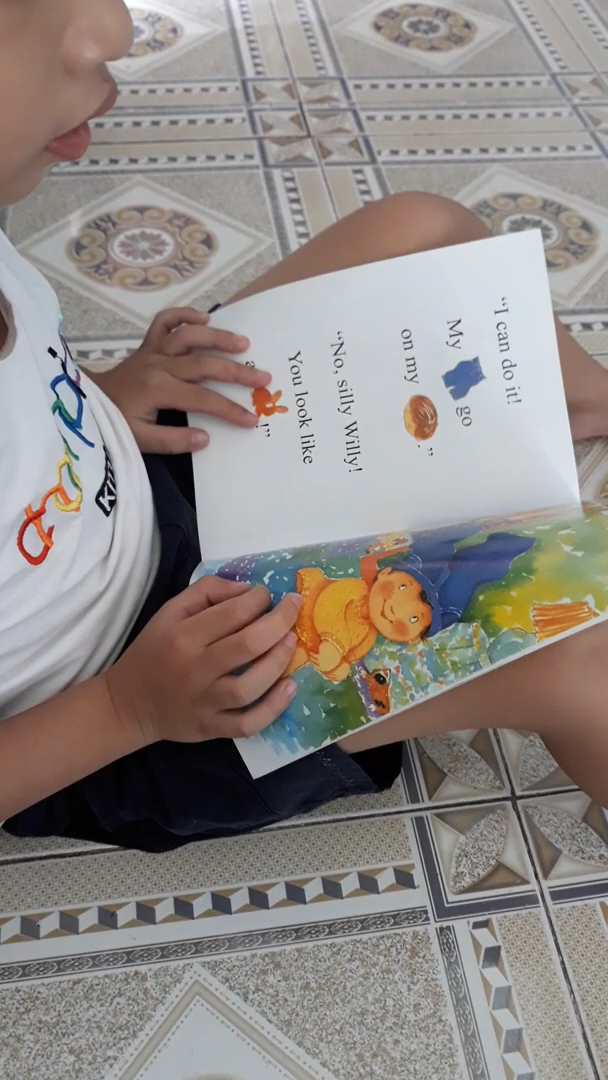 "I can do it!
My go
on my ."
"No, silly Willy!
You look like
a !"